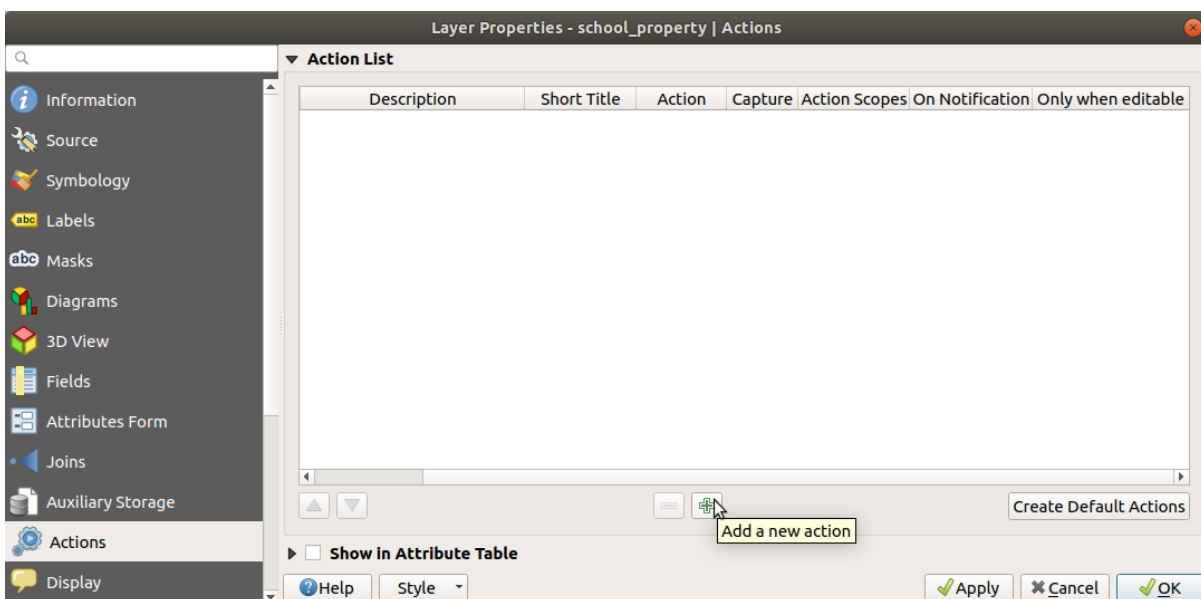 Layer Properties - school_property | Actions
Information
Source
abc Labels
Symbology
abc Masks
Diagrams
3D View
Fields
Attributes Form
Joins
Auxiliary Storage
Actions
Display
Action List
Description Short Title Action Capture Action Scopes On Notification Only when editable
Create Default Actions
Add a new action
Show in Attribute Table
Help Style Apply Cancel OK